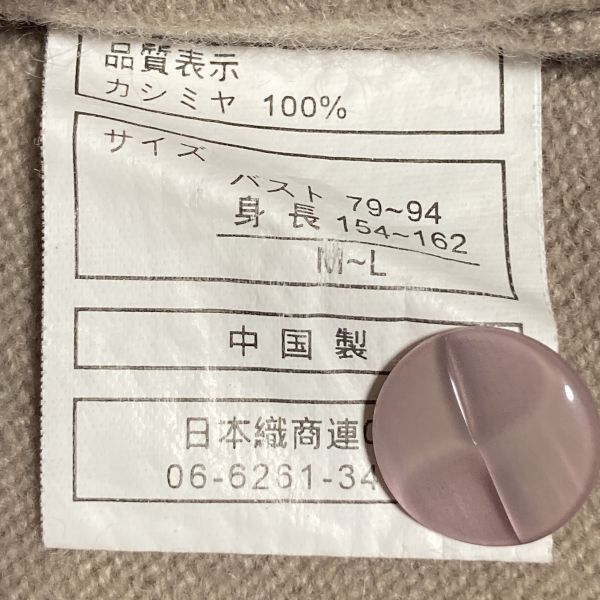 品質表示
カシミヤ 100%
サイズ
バスト 79~94
身長 154~162
M~L
中国製
日本織商連
06-6261-34